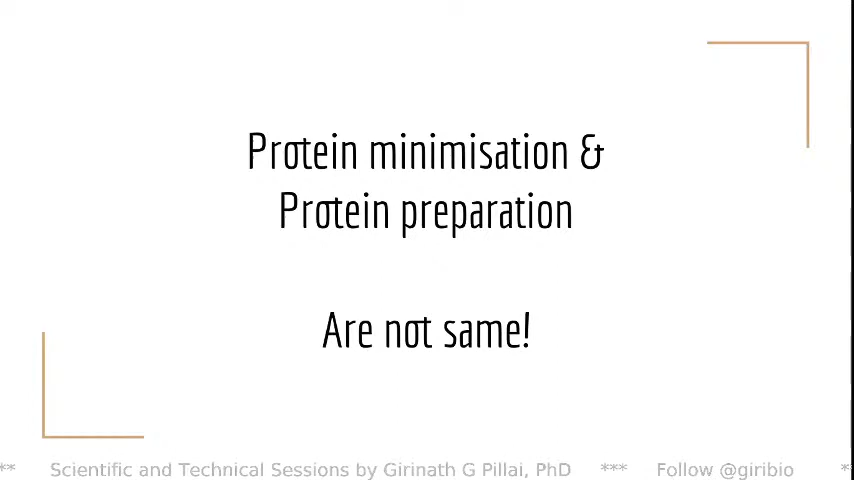 Protein minimisation &
Protein preparation
Are not same!
** Scientific and Technical Sessions by Girinath G Pillai, PhD *** Follow @giribio *